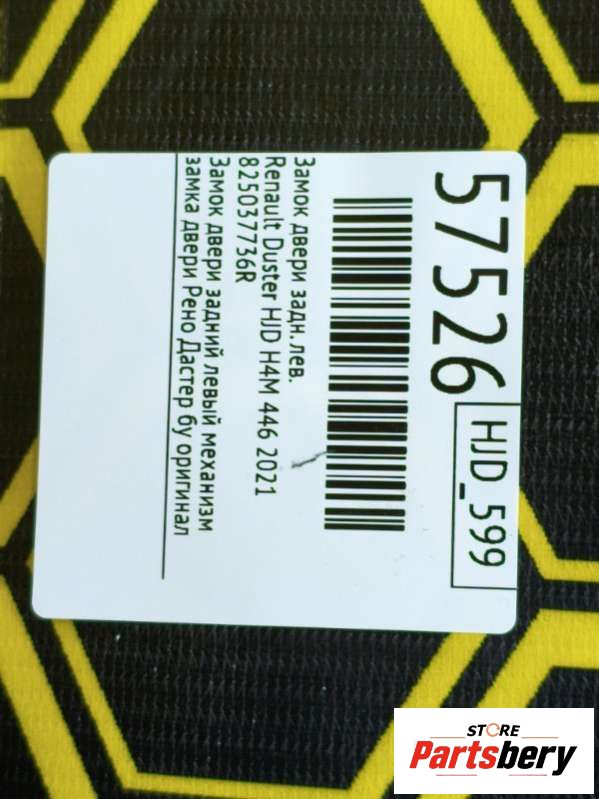 57526
HJD_599
Замок двери задн. лев.
Renault Duster HJD H4M 446 2021
825037736R
Замок двери задний левый механизм
замка двери Рено Дастер бу оригинал
STORE
Partsbery